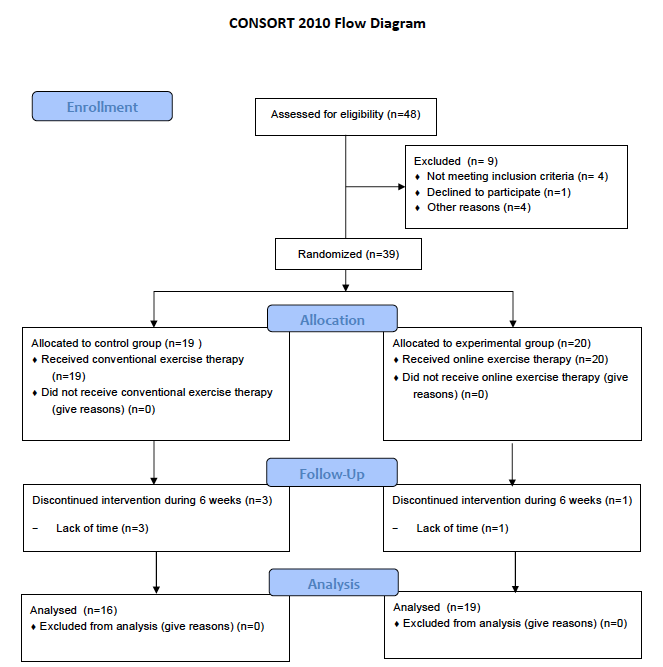 CONSORT 2010 Flow Diagram
Enrollment
Assessed for eligibility (n=48)
Excluded (n= 9)
♦ Not meeting inclusion criteria (n= 4)
♦ Declined to participate (n=1)
♦ Other reasons (n=4)
Randomized (n=39)
Allocation
Allocated to control group (n=19 )
♦ Received conventional exercise therapy
(n=19)
♦ Did not receive conventional exercise therapy
(give reasons) (n=0)
Allocated to experimental group (n=20)
♦ Received online exercise therapy (n=20)
♦ Did not receive online exercise therapy (give
reasons) (n=0)
Follow-Up
Discontinued intervention during 6 weeks (n=3)
− Lack of time (n=3)
Discontinued intervention during 6 weeks (n=1)
− Lack of time (n=1)
Analysis
Analysed (n=16)
♦ Excluded from analysis (give reasons) (n=0)
Analysed (n=19)
♦ Excluded from analysis (give reasons) (n=0)